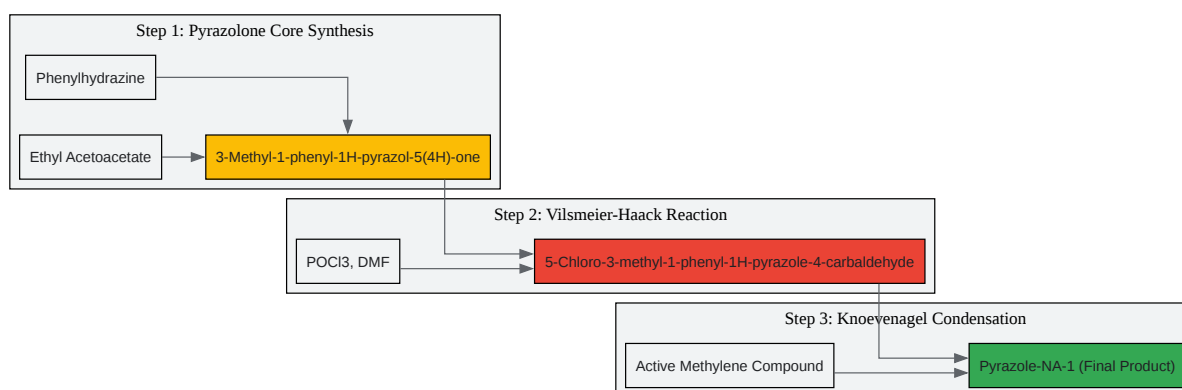 Step 1: Pyrazolone Core Synthesis
Phenylhydrazine
Ethyl Acetoacetate
3-Methyl-1-phenyl-1H-pyrazol-5(4H)-one
Step 2: Vilsmeier-Haack Reaction
POCl3, DMF
5-Chloro-3-methyl-1-phenyl-1H-pyrazole-4-carbaldehyde
Step 3: Knoevenagel Condensation
Active Methylene Compound
Pyrazole-NA-1 (Final Product)